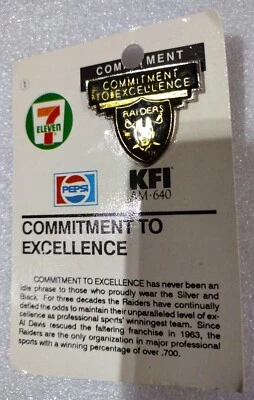 COMMITMENT
COMMITMENT
TO EXCELLENCE
RAIDERS
1
7
ELEVEN
PEPSI
KFI
AM·640
COMMITMENT TO
EXCELLENCE
COMMITMENT TO EXCELLENCE has never been an
idle phrase to those who proudly wear the Silver and
Black. For three decades the Raiders have continually
defied the odds to maintain their unparalleled level of ex-
cellence as professional sports' winningest team. Since
Al Davis rescued the faltering franchise in 1963, the
Raiders are the only organization in major professional
sports with a winning percentage of over .700.